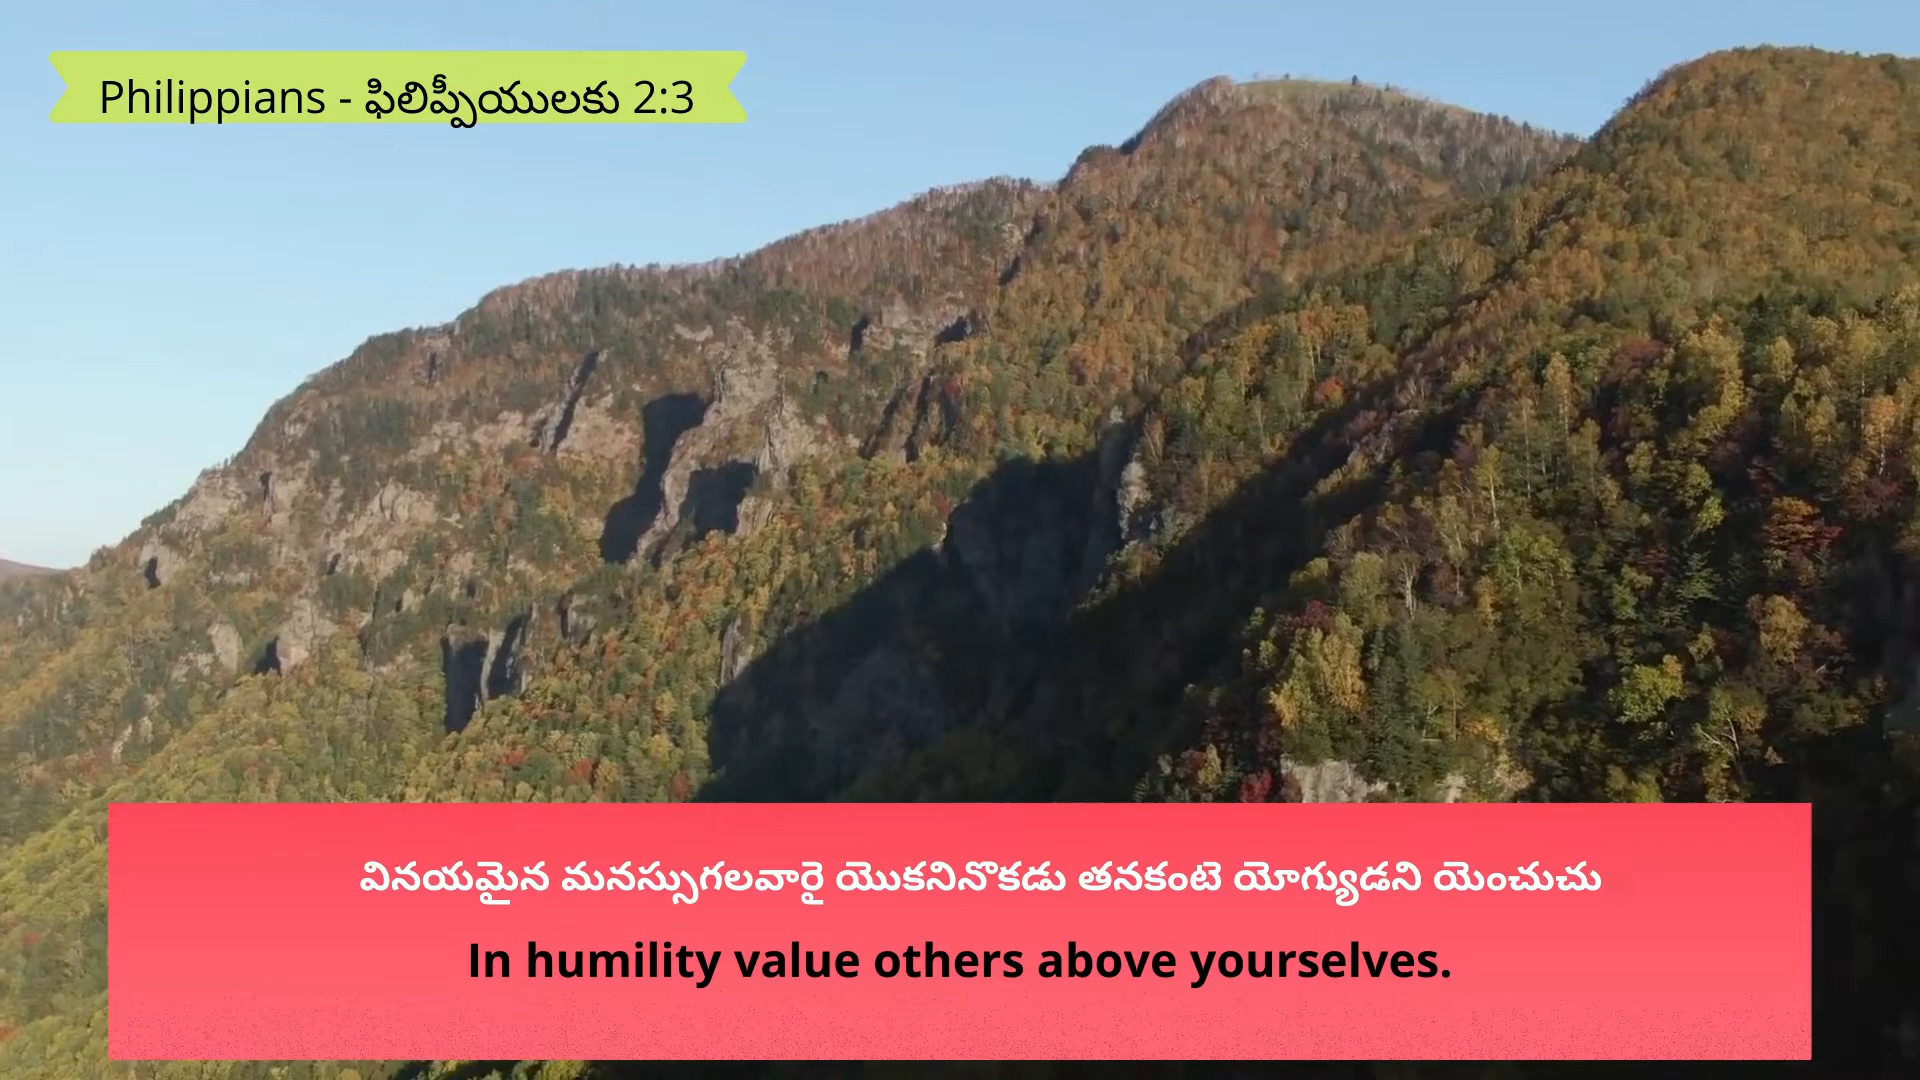 Philippians - ఫిలిప్పీయులకు 2:3
వినయమైన మనస్సుగలవారై యొకనినొకడు తనకంటె యోగ్యుడని యెంచుచు
In humility value others above yourselves.